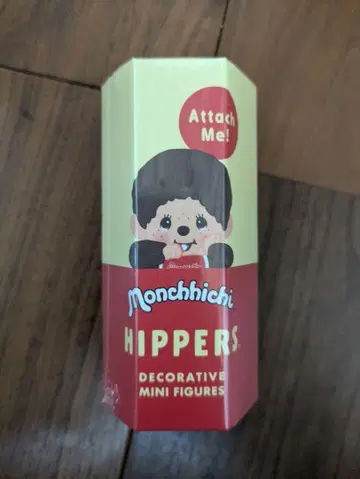 Attach
Me!
Monchhichi
HIPPERS
DECORATIVE
MINI FIGURES